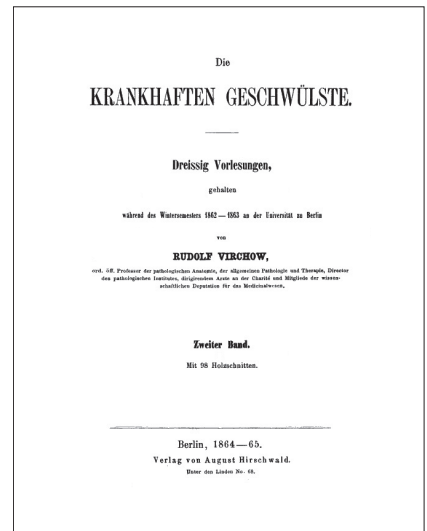 Die
KRANKHAFTEN GESCHWÜLSTE.
Dreissig Vorlesungen,
gehalten
während des Wintersemesters 1862—1863 an der Universität zu Berlin
von
RUDOLF VIRCHOW,
ord. öff. Professor der pathologischen Anatomie, der allgemeinen Pathologie und Therapie, Director
des pathologischen Institutes, dirigirendem Arzte an der Charité und Mitgliede der wissen-
schaftlichen Deputation für das Medicinalwesen.
Zweiter Band.
Mit 98 Holzschnitten.
Berlin, 1864—65.
Verlag von August Hirschwald.
Unter den Linden No. 68.